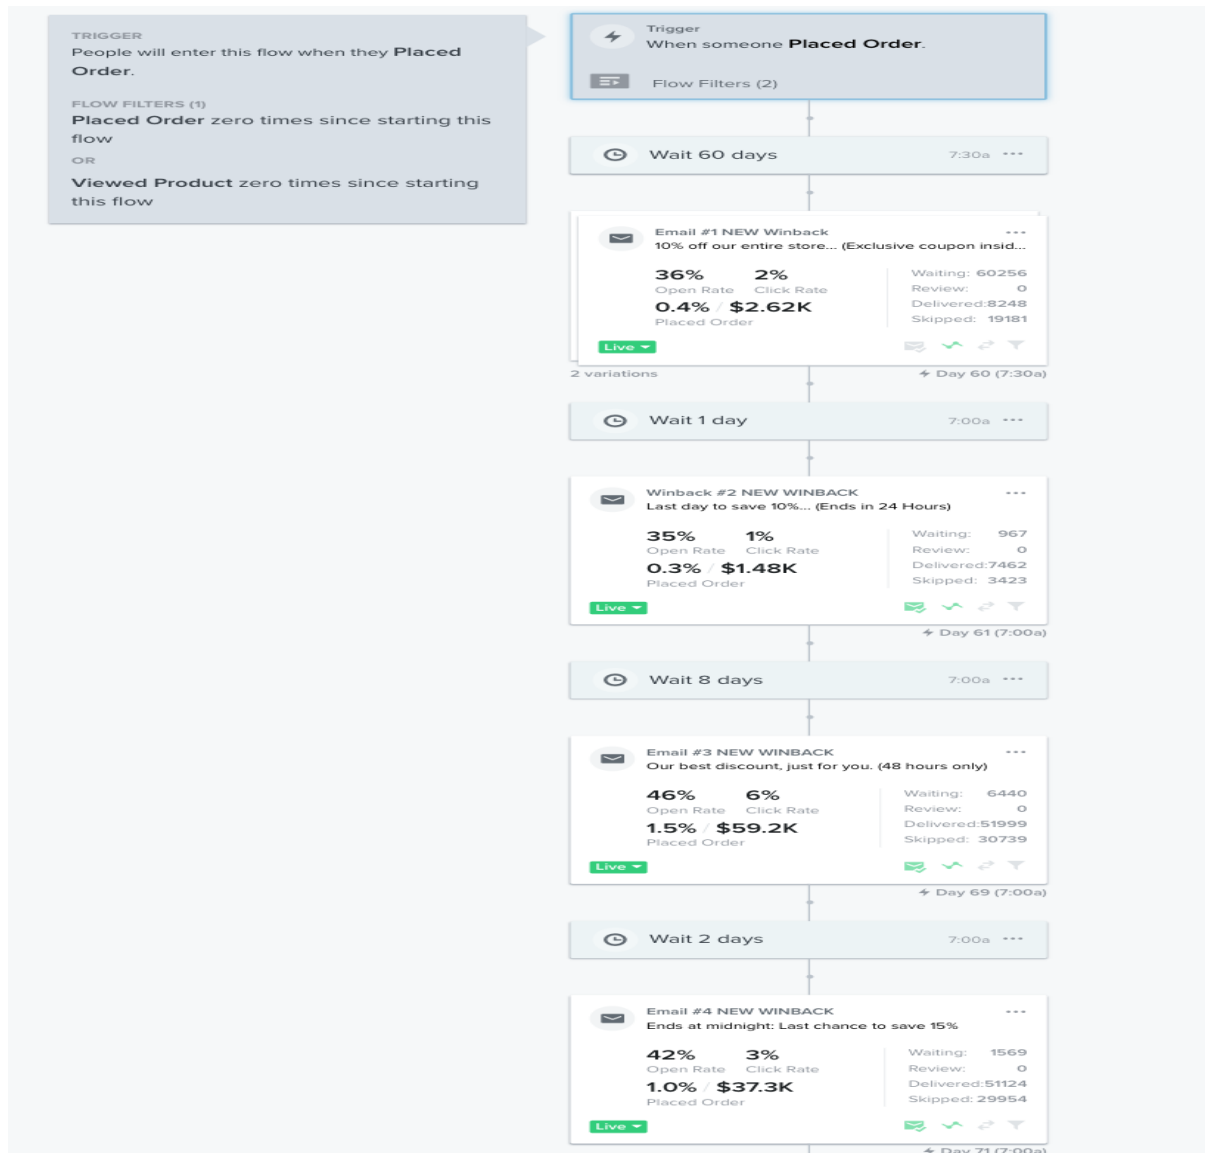 TRIGGER
People will enter this flow when they Placed
Order.
FLOW FILTERS (1)
Placed Order zero times since starting this
flow
OR
Viewed Product zero times since starting
this flow
Trigger
When someone Placed Order.
Flow Filters (2)
Wait 60 days 7:30a
Email #1 NEW Winback
10% off our entire store... (Exclusive coupon insid...
36% 2%
Open Rate Click Rate
0.4% / $2.62K
Placed Order
Waiting: 60256
Review: 0
Delivered:8248
Skipped: 19181
Live
2 variations
Day 60 (7:30a)
Wait 1 day 7:00a
Winback #2 NEW WINBACK
Last day to save 10%... (Ends in 24 Hours)
35% 1%
Open Rate Click Rate
0.3% / $1.48K
Placed Order
Waiting: 967
Review: 0
Delivered:7462
Skipped: 3423
Live
Day 61 (7:00a)
Wait 8 days 7:00a
Email #3 NEW WINBACK
Our best discount, just for you. (48 hours only)
46% 6%
Open Rate Click Rate
1.5% / $59.2K
Placed Order
Waiting: 6440
Review: 0
Delivered:51999
Skipped: 30739
Live
Day 69 (7:00a)
Wait 2 days 7:00a
Email #4 NEW WINBACK
Ends at midnight: Last chance to save 15%
42% 3%
Open Rate Click Rate
1.0% / $37.3K
Placed Order
Waiting: 1569
Review: 0
Delivered:51124
Skipped: 29954
Live
Day 71 (7:00a)